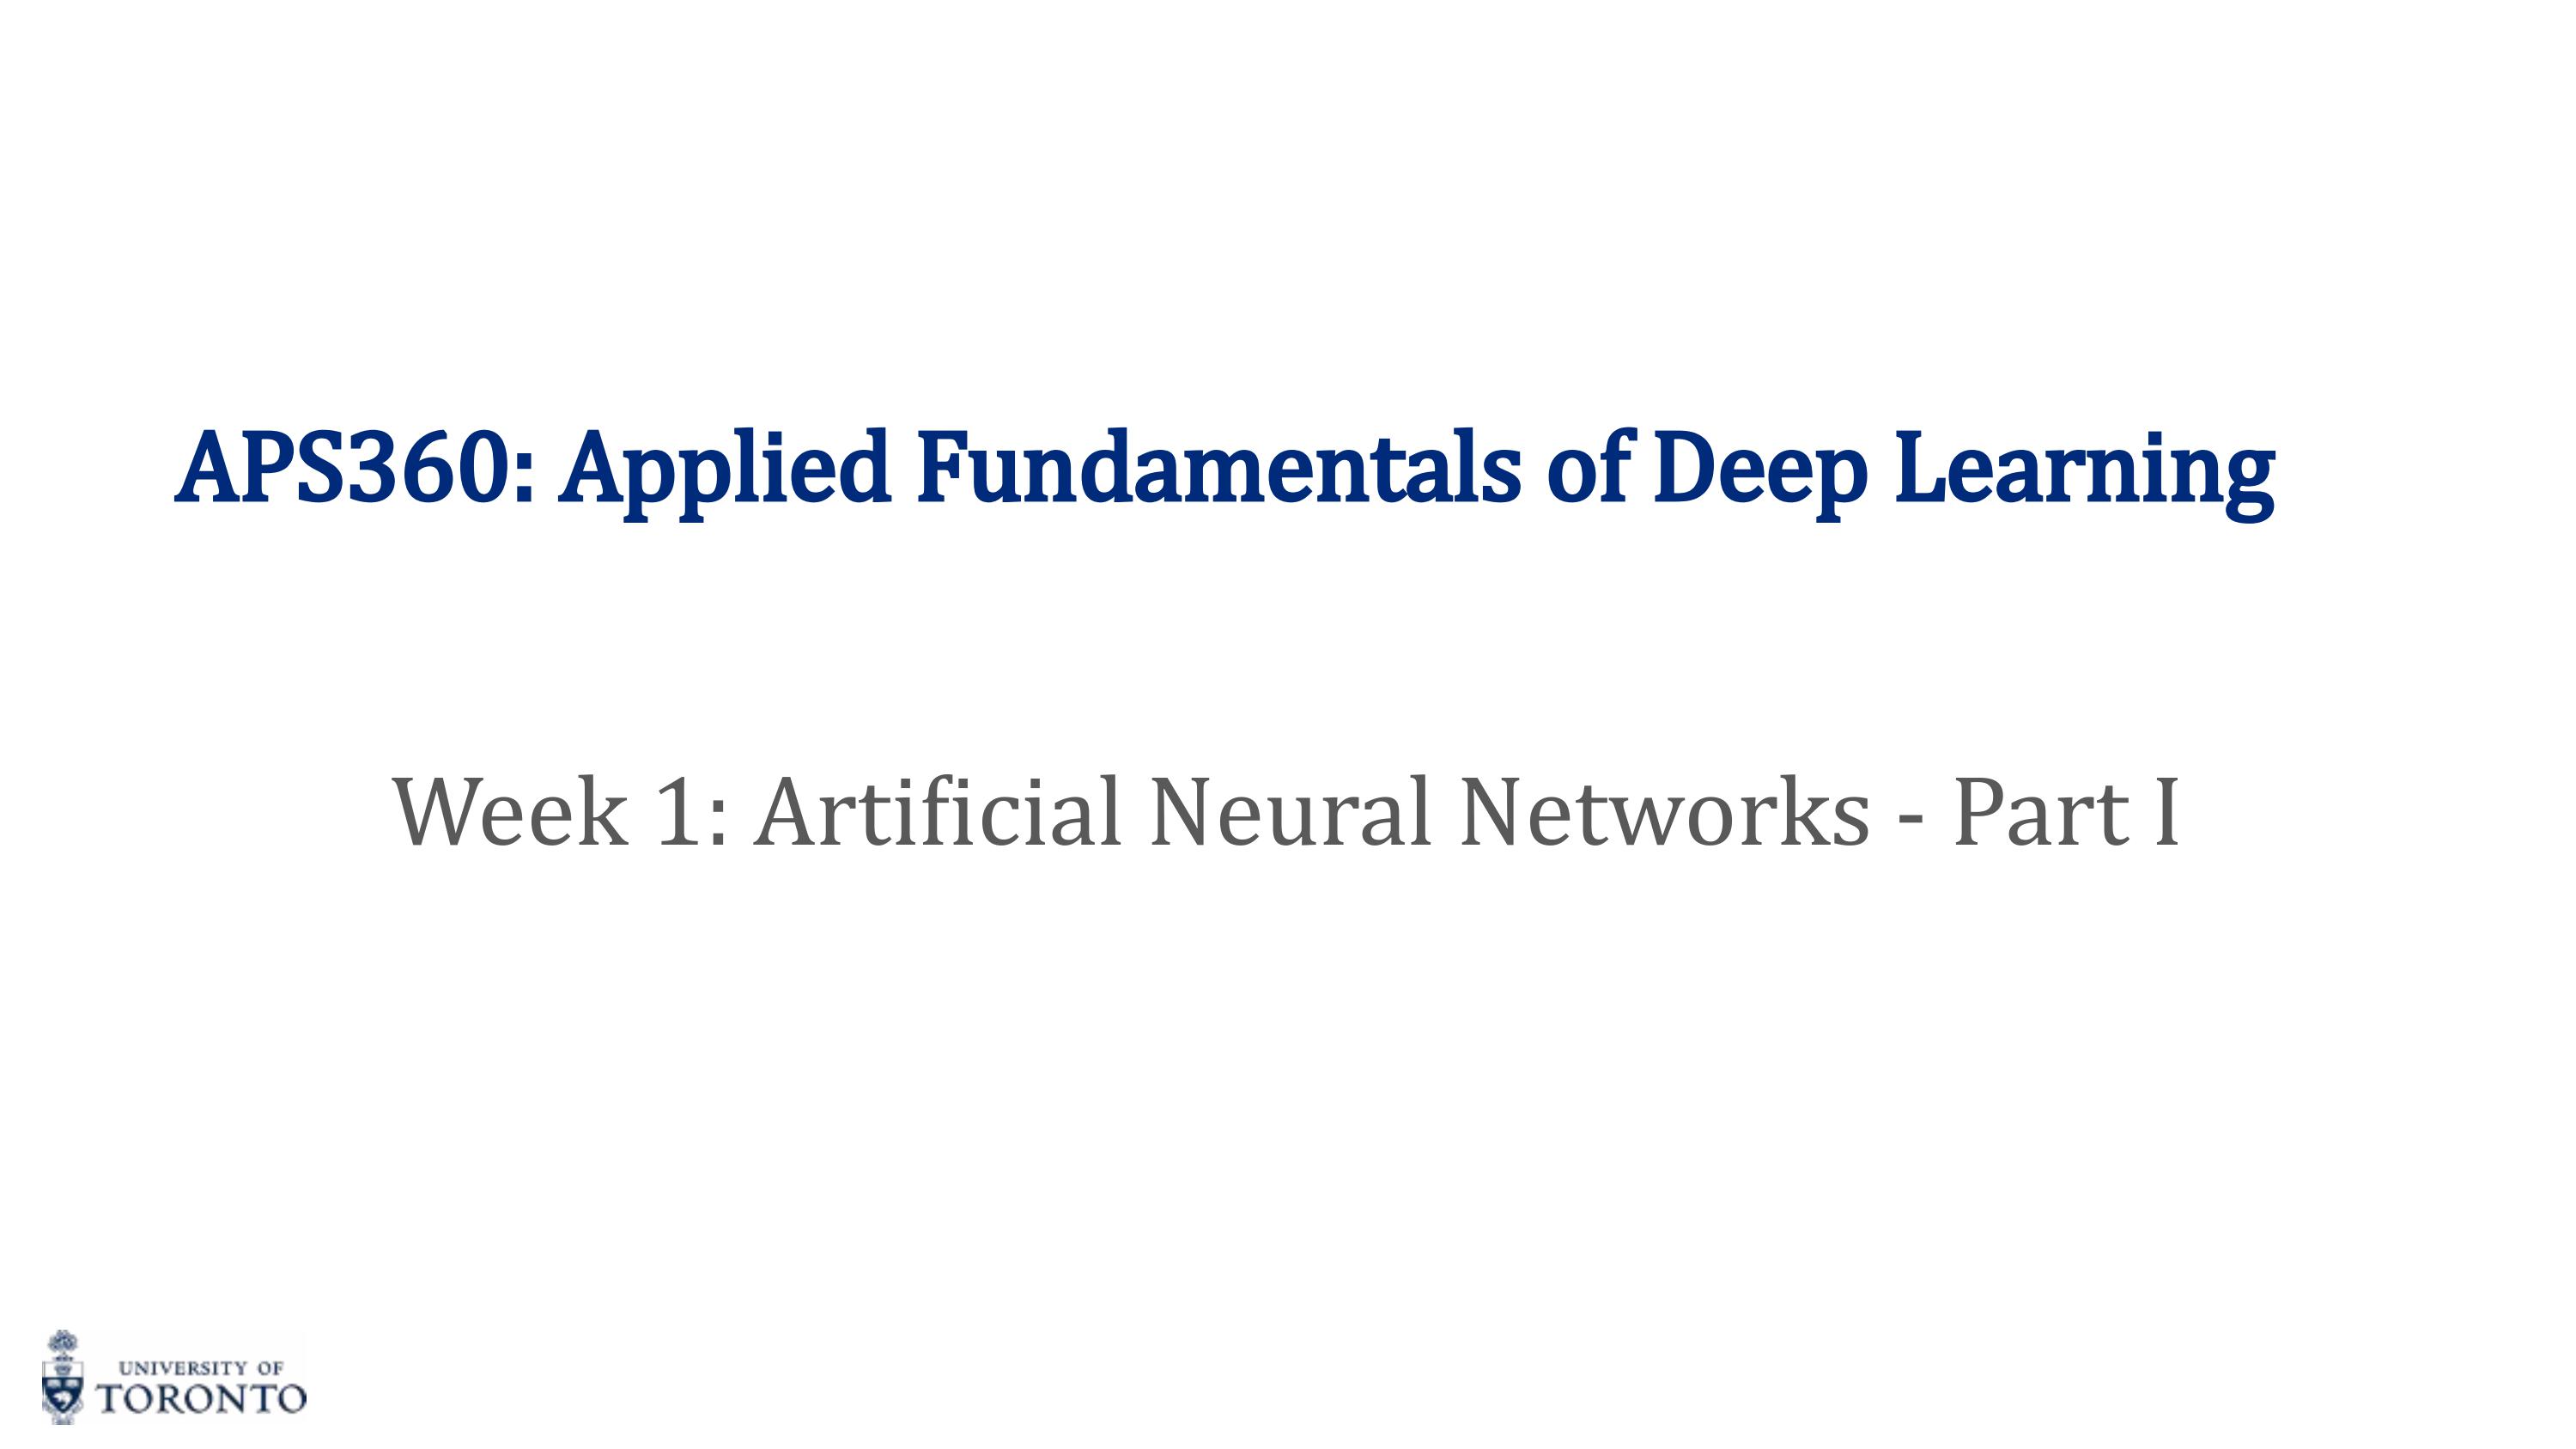 APS360: Applied Fundamentals of Deep Learning
Week 1: Artificial Neural Networks - Part I
UNIVERSITY OF
TORONTO